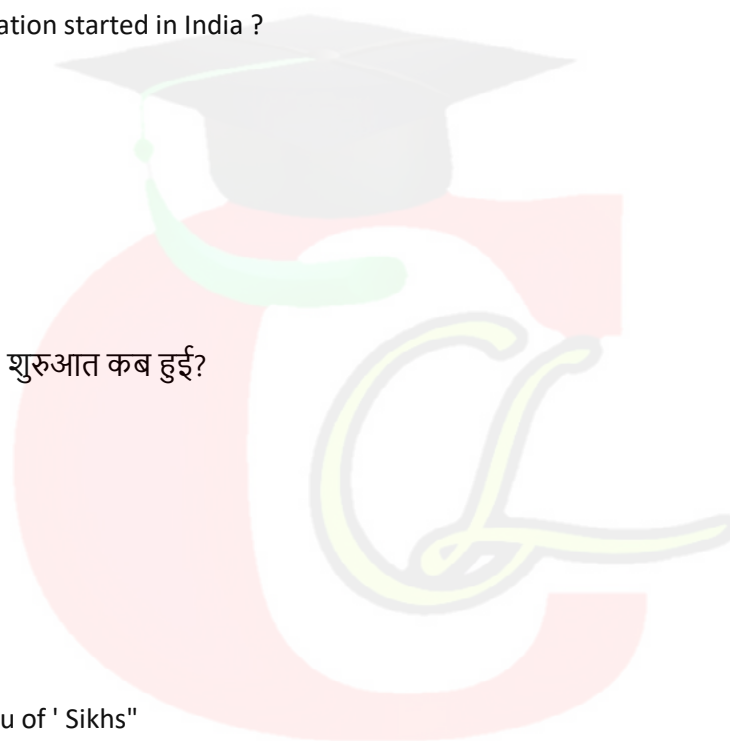 ation started in India ?
शुरुआत कब हुई?
u of ' Sikhs"